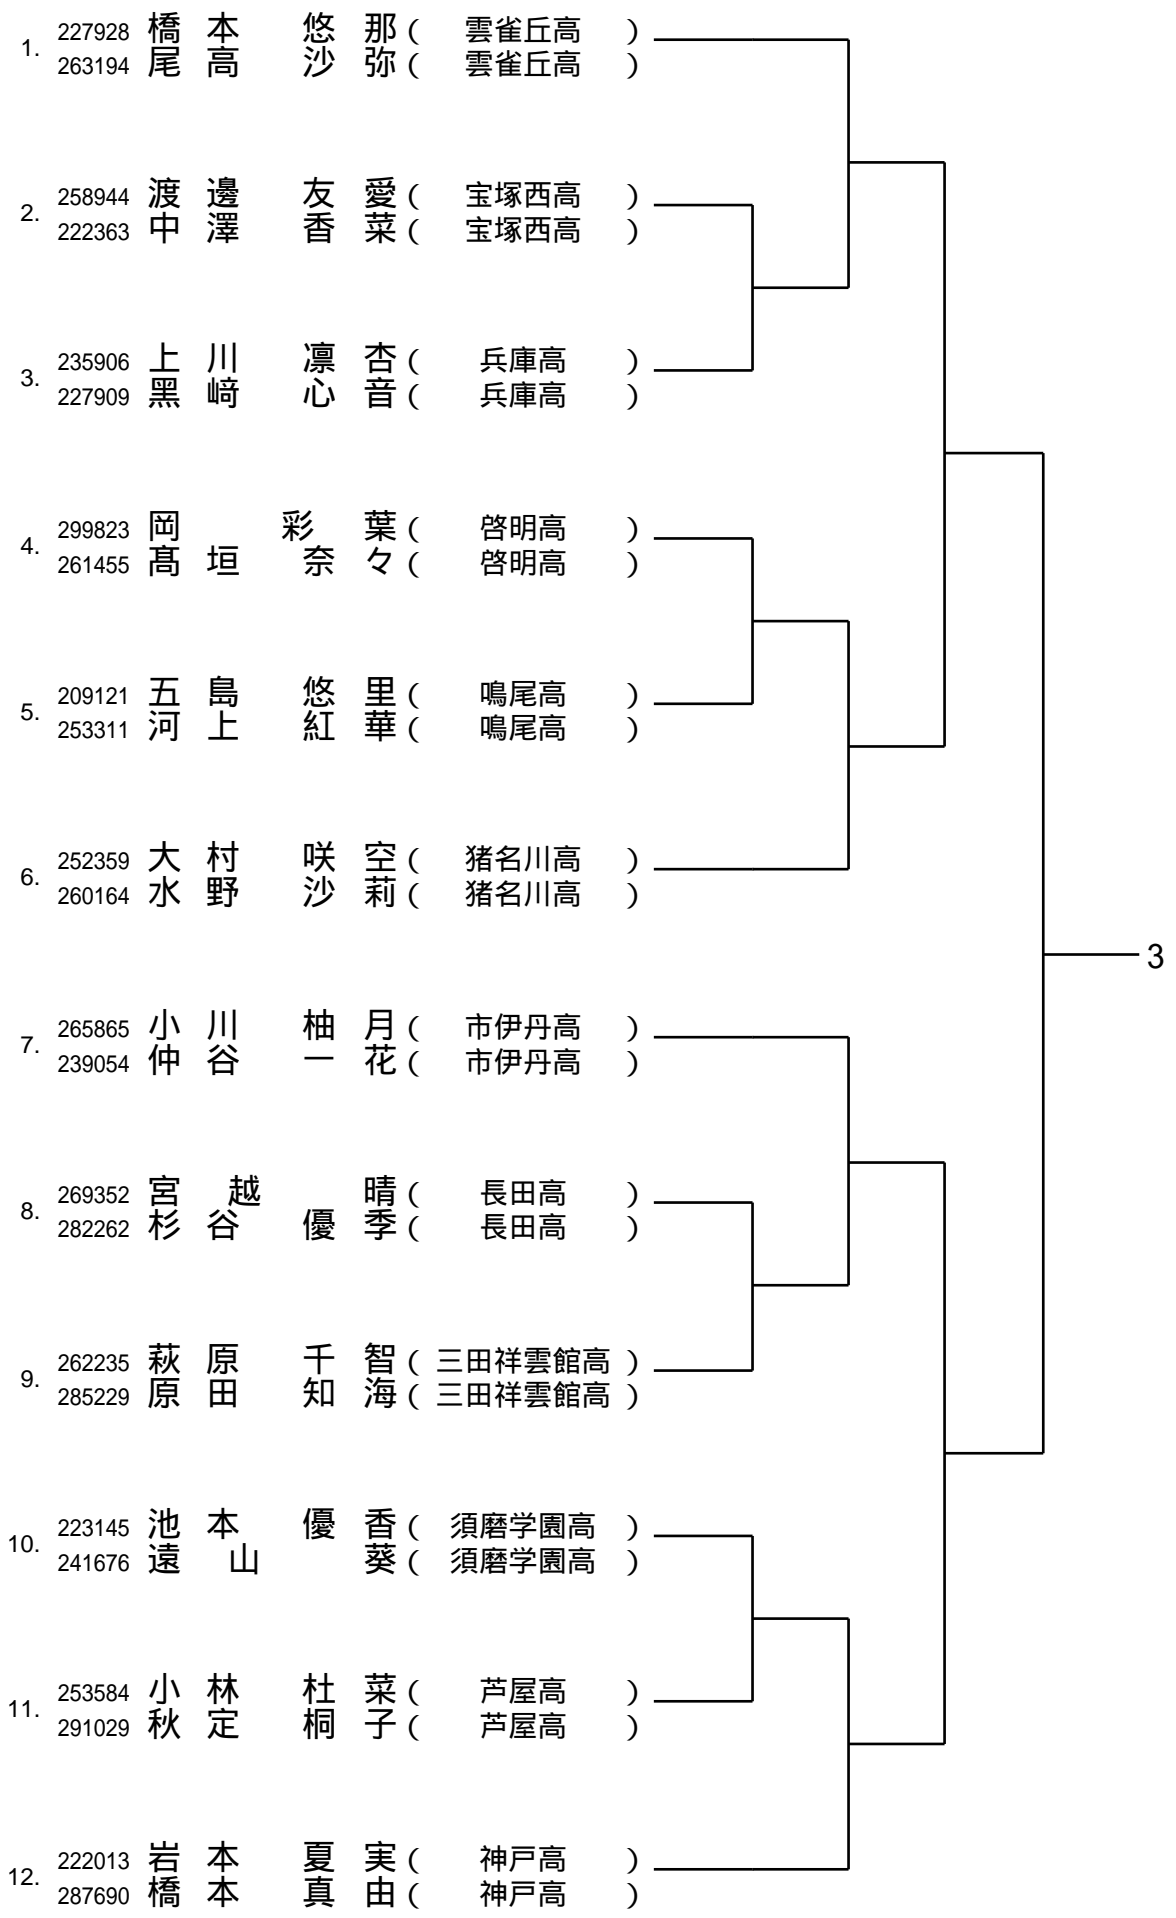 1. 227928 橋本 悠那 ( 雲雀丘高 )
263194 尾高 沙弥 ( 雲雀丘高 )
2. 258944 渡邊 友愛 ( 宝塚西高 )
222363 中澤 香菜 ( 宝塚西高 )
3. 235906 上川 凛杏 ( 兵庫高 )
227909 黑﨑 心音 ( 兵庫高 )
4. 299823 岡 彩葉 ( 啓明高 )
261455 髙垣 奈々 ( 啓明高 )
5. 209121 五島 悠里 ( 鳴尾高 )
253311 河上 紅華 ( 鳴尾高 )
6. 252359 大村 咲空 ( 猪名川高 )
260164 水野 沙莉 ( 猪名川高 )
3
7. 265865 小川 柚月 ( 市伊丹高 )
239054 仲谷 一花 ( 市伊丹高 )
8. 269352 宮越 晴 ( 長田高 )
282262 杉谷 優季 ( 長田高 )
9. 262235 萩原 千智 ( 三田祥雲館高 )
285229 原田 知海 ( 三田祥雲館高 )
10. 223145 池本 優香 ( 須磨学園高 )
241676 遠山 葵 ( 須磨学園高 )
11. 253584 小林 杜菜 ( 芦屋高 )
291029 秋定 桐子 ( 芦屋高 )
12. 222013 岩本 夏実 ( 神戸高 )
287690 橋本 真由 ( 神戸高 )